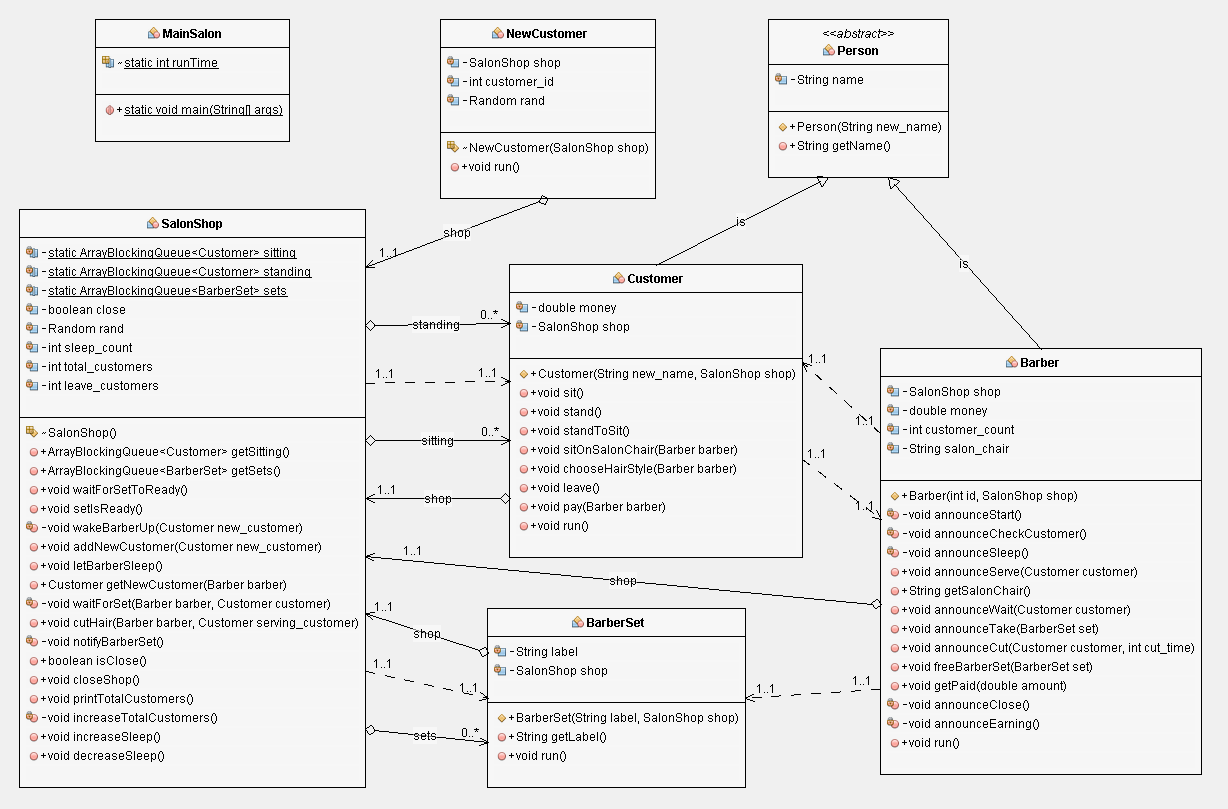 MainSalon
~static int runTime
+static void main(String[] args)
NewCustomer
-SalonShop shop
-int customer_id
-Random rand
~NewCustomer(SalonShop shop)
+void run()
<<abstract>>
Person
-String name
+Person(String new_name)
+String getName()
is
is
shop
1..1
SalonShop
-static ArrayBlockingQueue<Customer> sitting
-static ArrayBlockingQueue<Customer> standing
-static ArrayBlockingQueue<BarberSet> sets
-boolean close
-Random rand
-int sleep_count
-int total_customers
-int leave_customers
~SalonShop()
+ArrayBlockingQueue<Customer> getSitting()
+ArrayBlockingQueue<BarberSet> getSets()
+void waitForSetToReady()
+void setIsReady()
-void wakeBarberUp(Customer new_customer)
+void addNewCustomer(Customer new_customer)
+void letBarberSleep()
+Customer getNewCustomer(Barber barber)
-void waitForSet(Barber barber, Customer customer)
+void cutHair(Barber barber, Customer serving_customer)
-void notifyBarberSet()
+boolean isClose()
+void closeShop()
+void printTotalCustomers()
-void increaseTotalCustomers()
+void increaseSleep()
+void decreaseSleep()
standing
0..*
1..1
1..1
sitting
0..*
1..1
shop
Customer
-double money
-SalonShop shop
+Customer(String new_name, SalonShop shop)
+void sit()
+void stand()
+void standToSit()
+void sitOnSalonChair(Barber barber)
+void chooseHairStyle(Barber barber)
+void leave()
+void pay(Barber barber)
+void run()
1..1
1..1
1..1
1..1
Barber
-SalonShop shop
-double money
-int customer_count
-String salon_chair
+Barber(int id, SalonShop shop)
-void announceStart()
-void announceCheckCustomer()
-void announceSleep()
+void announceServe(Customer customer)
+String getSalonChair()
+void announceWait(Customer customer)
+void announceTake(BarberSet set)
+void announceCut(Customer customer, int cut_time)
+void freeBarberSet(BarberSet set)
+void getPaid(double amount)
-void announceClose()
-void announceEarning()
+void run()
1..1
shop
1..1
shop
1..1
1..1
sets
0..*
BarberSet
-String label
-SalonShop shop
+BarberSet(String label, SalonShop shop)
+String getLabel()
+void run()
1..1
1..1